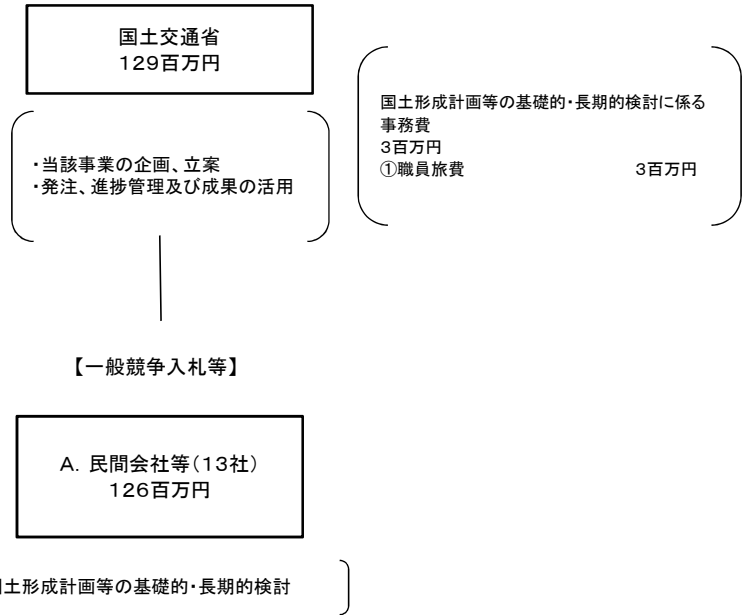 国土交通省
129百万円
・当該事業の企画、立案
・発注、進捗管理及び成果の活用
国土形成計画等の基礎的・長期的検討に係る
事務費
3百万円
①職員旅費 3百万円
【一般競争入札等】
A．民間会社等（13社）
126百万円
土形成計画等の基礎的・長期的検討